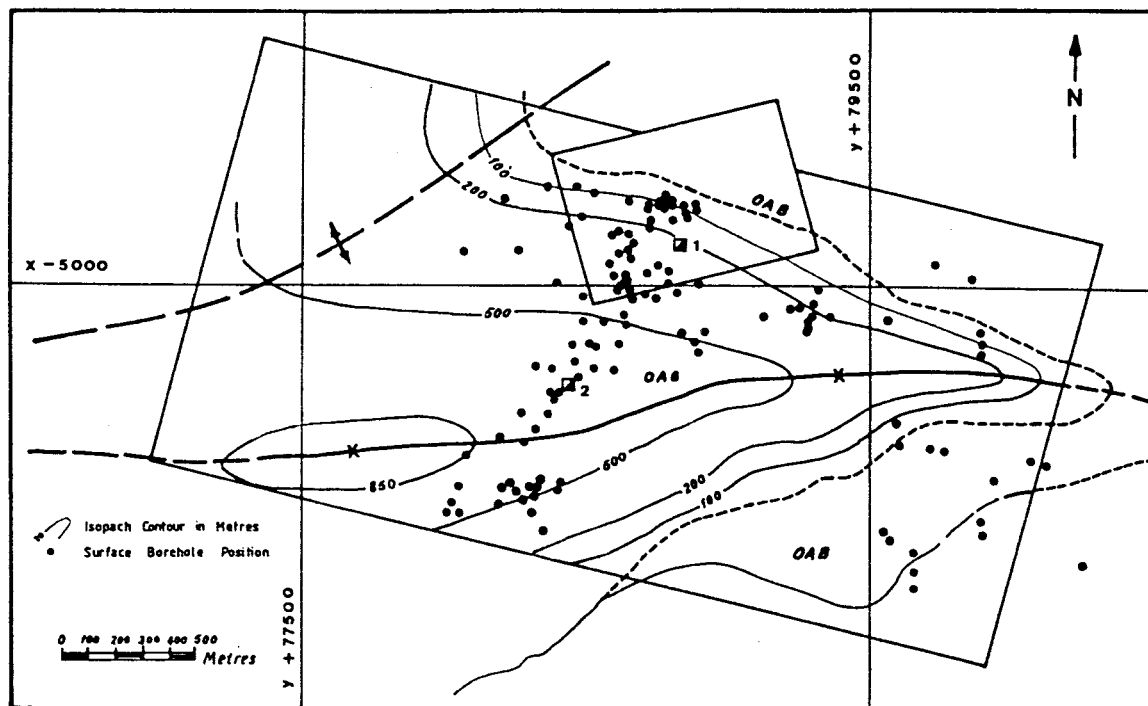 N
y + 79500
100
200
OAB
1
x – 5000
600
OAB
2
x
x
850
600
200
100
OAB
Isopach Contour in Metres
Surface Borehole Position
y + 77500
0 100 200 300 400 500
Metres